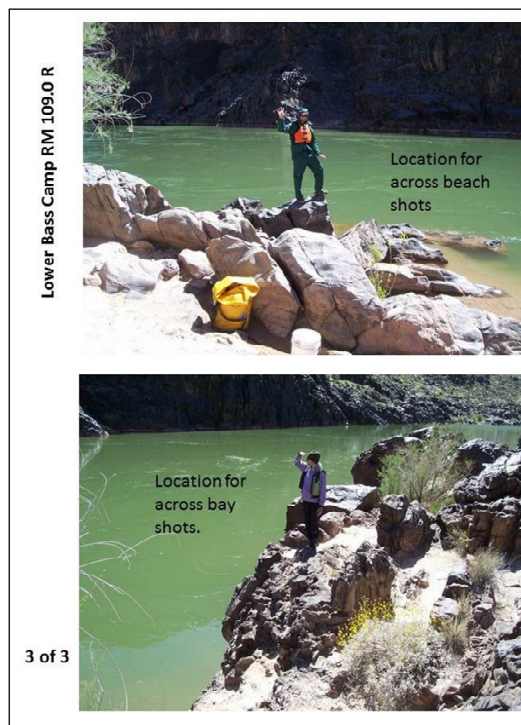 Lower Bass Camp RM 109.0 R
Location for
across beach
shots
Location for
across bay
shots.
3 of 3